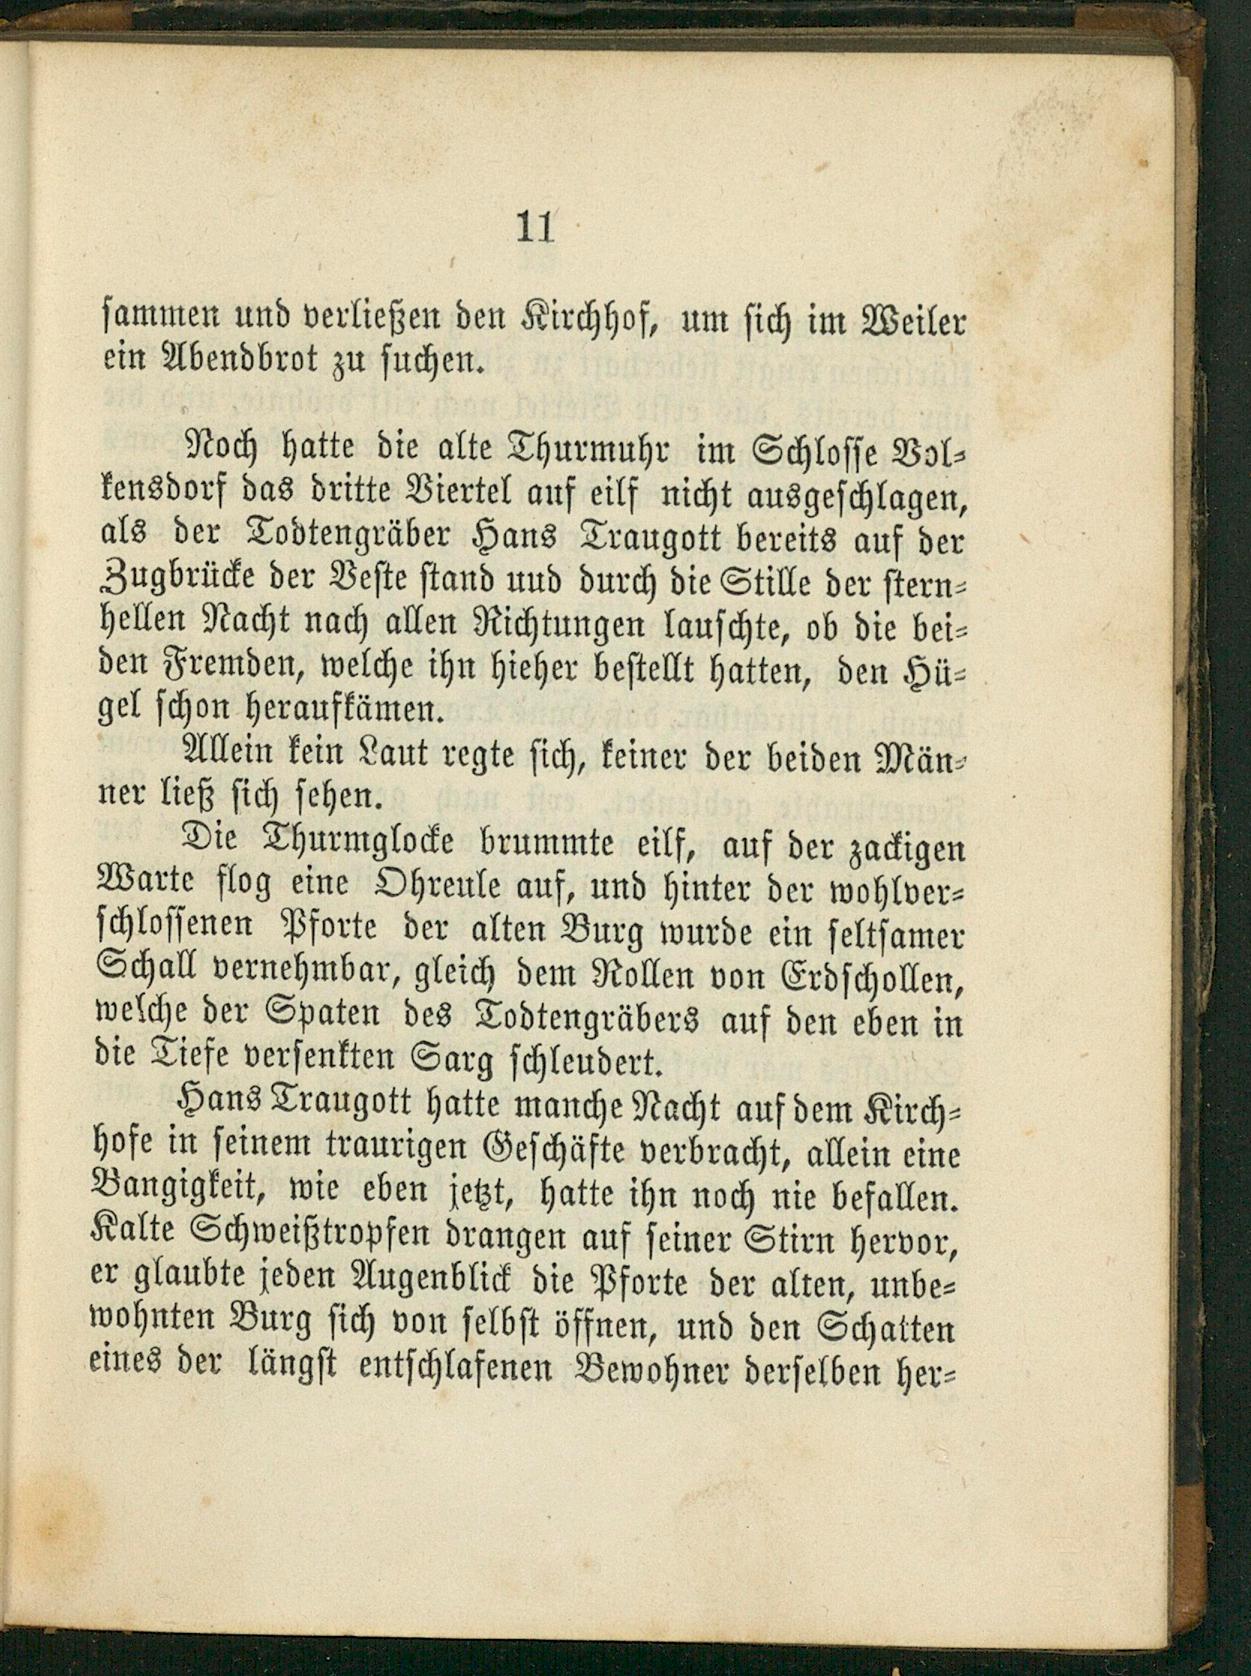 11
sammen und verließen den Kirchhof, um sich im Weiler
ein Abendbrot zu suchen.
Noch hatte die alte Thurmuhr im Schlosse Vol-
kensdorf das dritte Viertel auf eilf nicht ausgeschlagen,
als der Todtengräber Hans Traugott bereits auf der
Zugbrücke der Veste stand uud durch die Stille der stern-
hellen Nacht nach allen Richtungen lauschte, ob die bei-
den Fremden, welche ihn hieher bestellt hatten, den Hü-
gel schon heraufkämen.
Allein kein Laut regte sich, keiner der beiden Män-
ner ließ sich sehen.
Die Thurmglocke brummte eilf, auf der zackigen
Warte flog eine Ohreule auf, und hinter der wohlver-
schlossenen Pforte der alten Burg wurde ein seltsamer
Schall vernehmbar, gleich dem Rollen von Erdschollen,
welche der Spaten des Todtengräbers auf den eben in
die Tiefe versenkten Sarg schleudert.
Hans Traugott hatte manche Nacht auf dem Kirch-
hofe in seinem traurigen Geschäfte verbracht, allein eine
Bangigkeit, wie eben jetzt, hatte ihn noch nie befallen.
Kalte Schweißtropfen drangen auf seiner Stirn hervor,
er glaubte jeden Augenblick die Pforte der alten, unbe-
wohnten Burg sich von selbst öffnen, und den Schatten
eines der längst entschlafenen Bewohner derselben her-